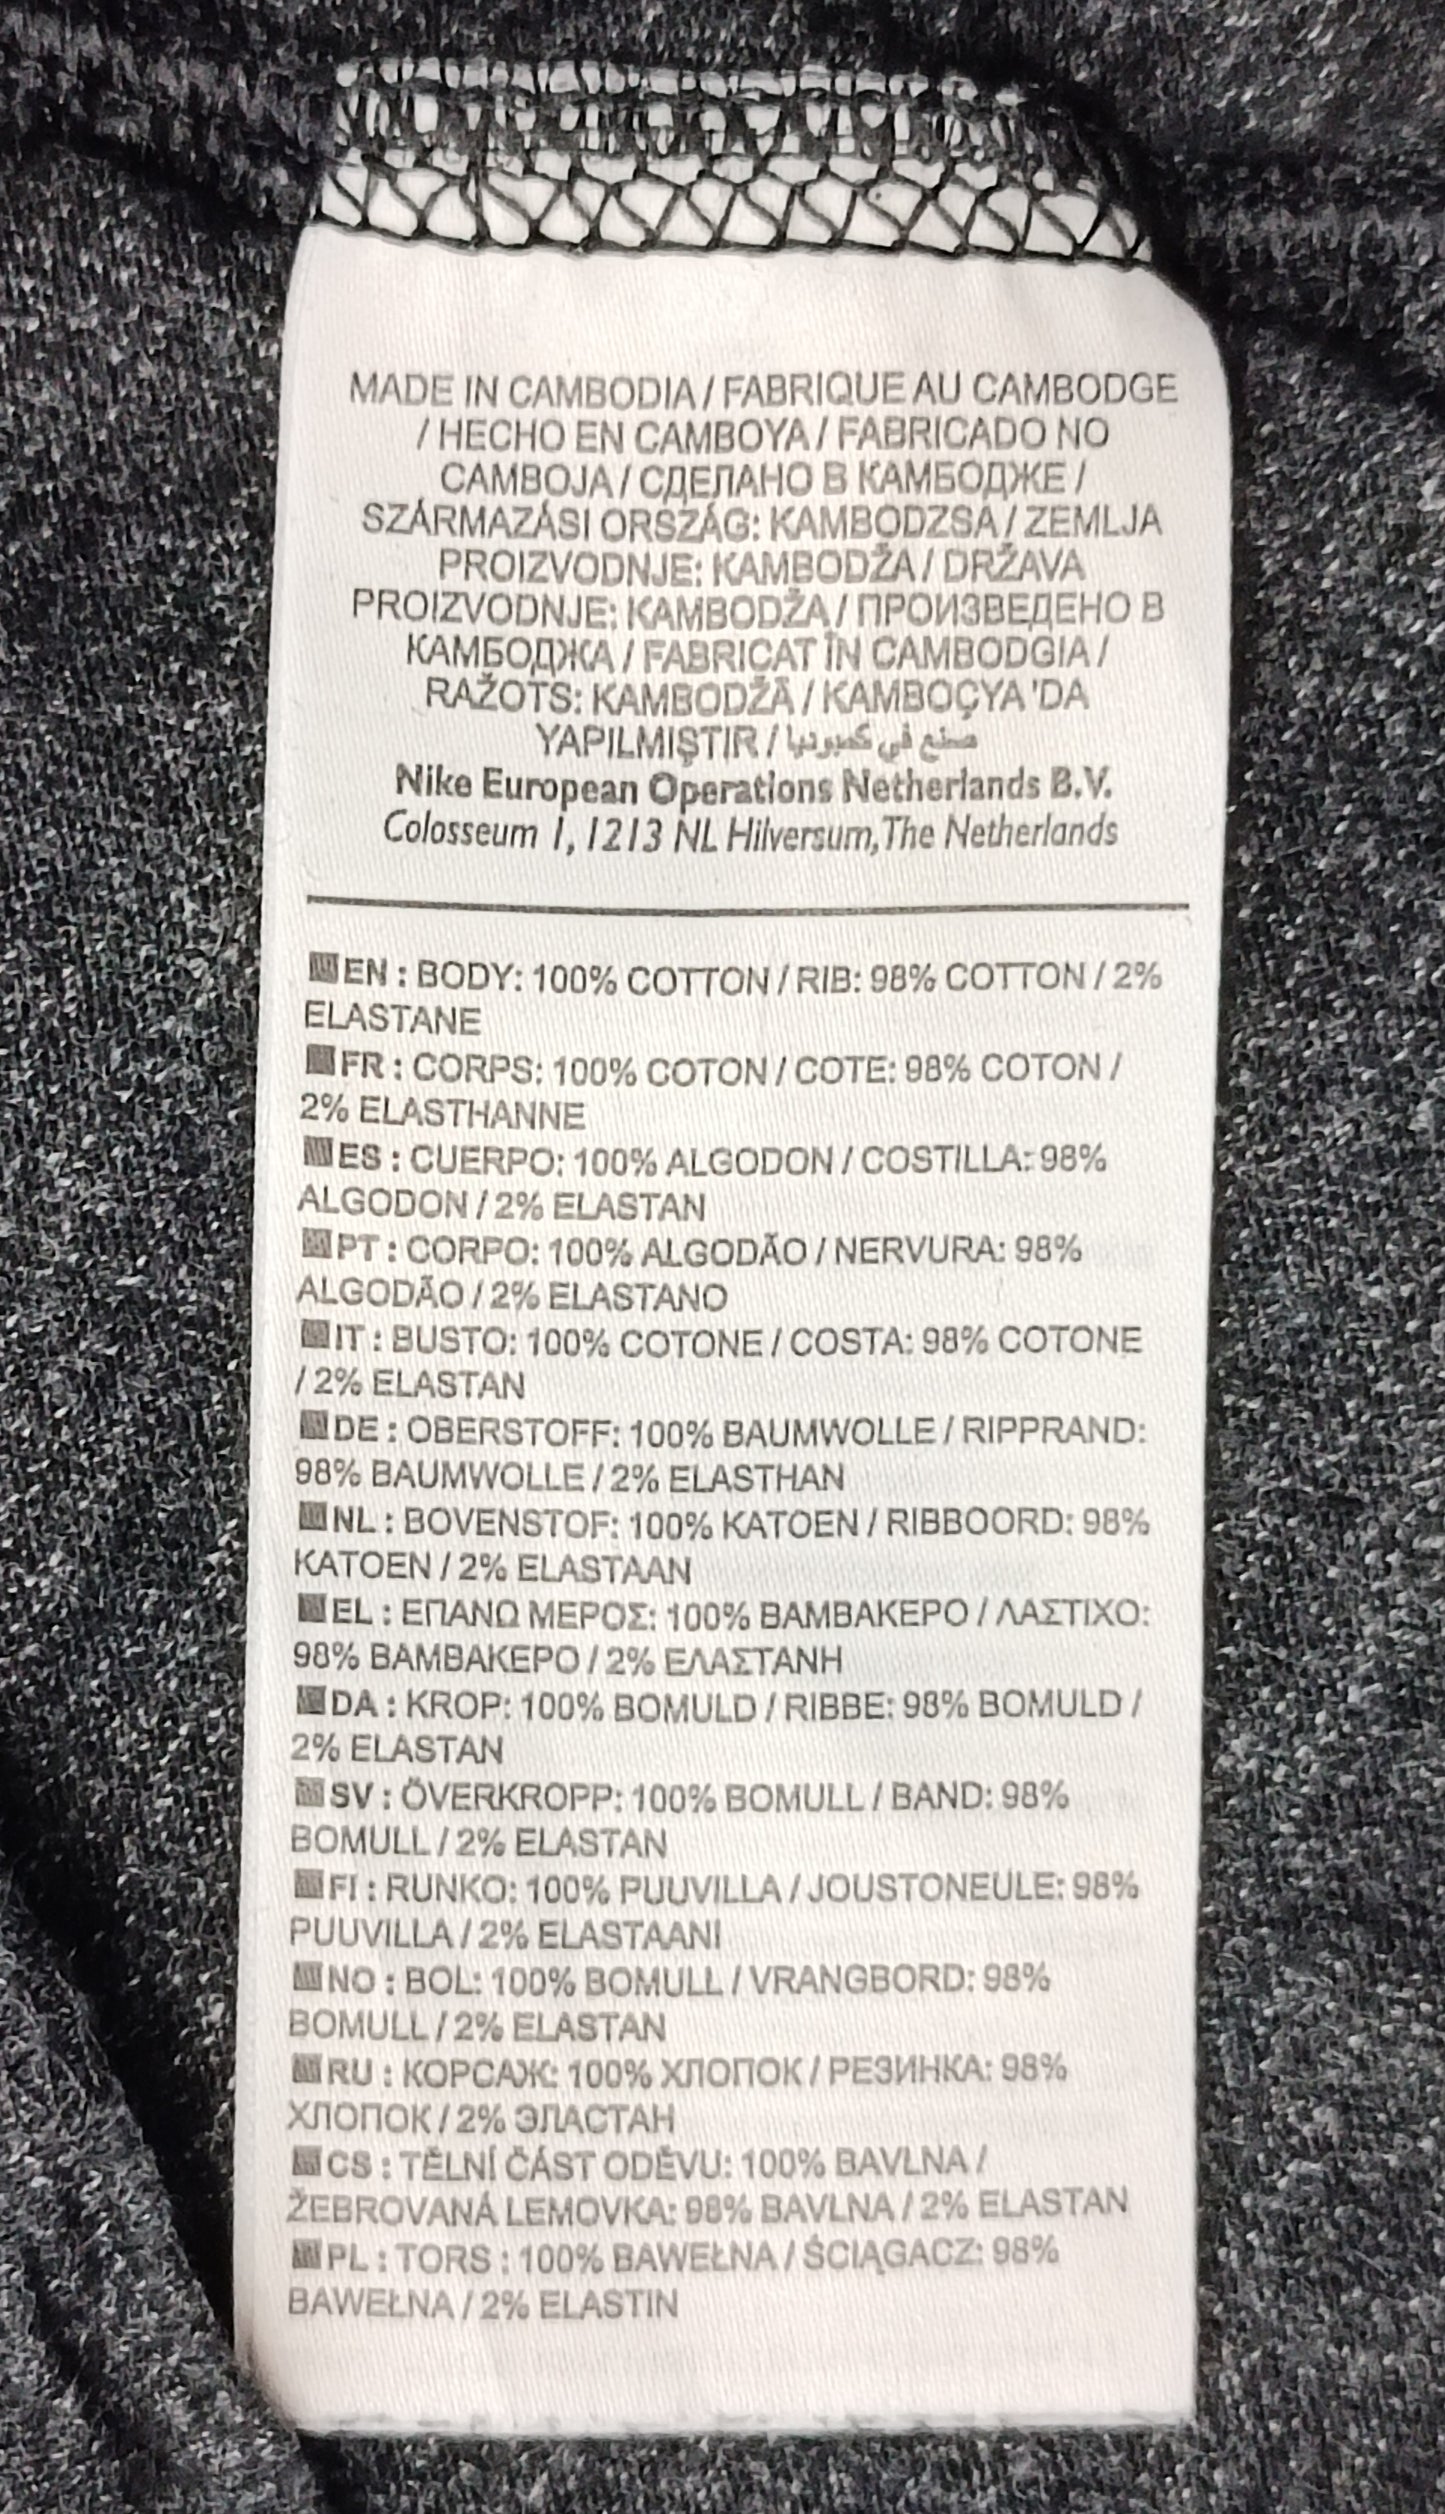 MADE IN CAMBODIA / FABRIQUE AU CAMBODGE
/ HECHO EN CAMBOYA / FABRICADO NO
CAMBOJA / СДЕЛАНО В КАМБОДЖЕ /
SZÁRMAZÁSI ORSZÁG: KAMBODZSA / ZEMLJA
PROIZVODNJE: KAMBODŽA / DRŽAVA
PROIZVODNJE: KAMBODŽA / ПРОИЗВЕДЕНО В
КАМБОДЖА / FABRICAT ÎN CAMBODGIA /
RAŽOTS: KAMBODŽĀ / KAMBOÇYA 'DA
YAPILMIŞTIR / صنع في كمبوديا
Nike European Operations Netherlands B.V.
Colosseum 1, 1213 NL Hilversum, The Netherlands
EN : BODY: 100% COTTON / RIB: 98% COTTON / 2%
ELASTANE
FR : CORPS: 100% COTON / COTE: 98% COTON /
2% ELASTHANNE
ES : CUERPO: 100% ALGODON / COSTILLA: 98%
ALGODON / 2% ELASTAN
PT : CORPO: 100% ALGODÃO / NERVURA: 98%
ALGODÃO / 2% ELASTANO
IT : BUSTO: 100% COTONE / COSTA: 98% COTONE
/ 2% ELASTAN
DE : OBERSTOFF: 100% BAUMWOLLE / RIPPRAND:
98% BAUMWOLLE / 2% ELASTHAN
NL : BOVENSTOF: 100% KATOEN / RIBBOORD: 98%
KATOEN / 2% ELASTAAN
EL : ΕΠΑΝΩ ΜΕΡΟΣ: 100% ΒΑΜΒΑΚΕΡΟ / ΛΑΣΤΙΧΟ:
98% ΒΑΜΒΑΚΕΡΟ / 2% ΕΛΑΣΤΑΝΗ
DA : KROP: 100% BOMULD / RIBBE: 98% BOMULD /
2% ELASTAN
SV : ÖVERKROPP: 100% BOMULL / BAND: 98%
BOMULL / 2% ELASTAN
FI : RUNKO: 100% PUUVILLA / JOUSTONEULE: 98%
PUUVILLA / 2% ELASTAANI
NO : BOL: 100% BOMULL / VRANGBORD: 98%
BOMULL / 2% ELASTAN
RU : КОРСАЖ: 100% ХЛОПОК / РЕЗИНКА: 98%
ХЛОПОК / 2% ЭЛАСТАН
CS : TĚLNÍ ČÁST ODĚVU: 100% BAVLNA /
ŽEBROVANÁ LEMOVKA: 98% BAVLNA / 2% ELASTAN
PL : TORS : 100% BAWEŁNA / ŚCIĄGACZ: 98%
BAWEŁNA / 2% ELASTIN